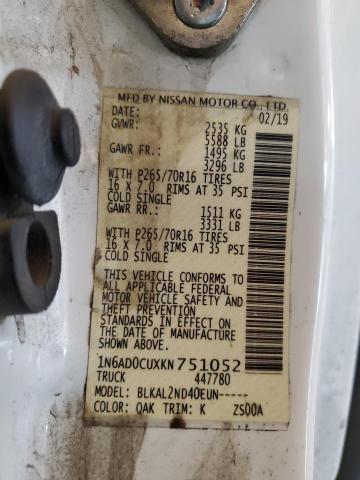 MFD BY NISSAN MOTOR CO., LTD.
DATE: 02/19
GVWR: 2535 KG
5588 LB
GAWR FR: 1495 KG
3296 LB
WITH P265/70R16 TIRES
16 X 7.0 RIMS AT 35 PSI
COLD SINGLE
GAWR RR: 1511 KG
3331 LB
WITH P265/70R16 TIRES
16 X 7.0 RIMS AT 35 PSI
COLD SINGLE
THIS VEHICLE CONFORMS TO
ALL APPLICABLE FEDERAL
MOTOR VEHICLE SAFETY
STANDARDS IN EFFECT ON
THE DATE OF MANUFACTURE
SHOWN ABOVE.
1N6AD0CUXKN751052
TRUCK 447780
MODEL: BLKAL2ND40EUN-----
COLOR: QAK TRIM: K ZS00A